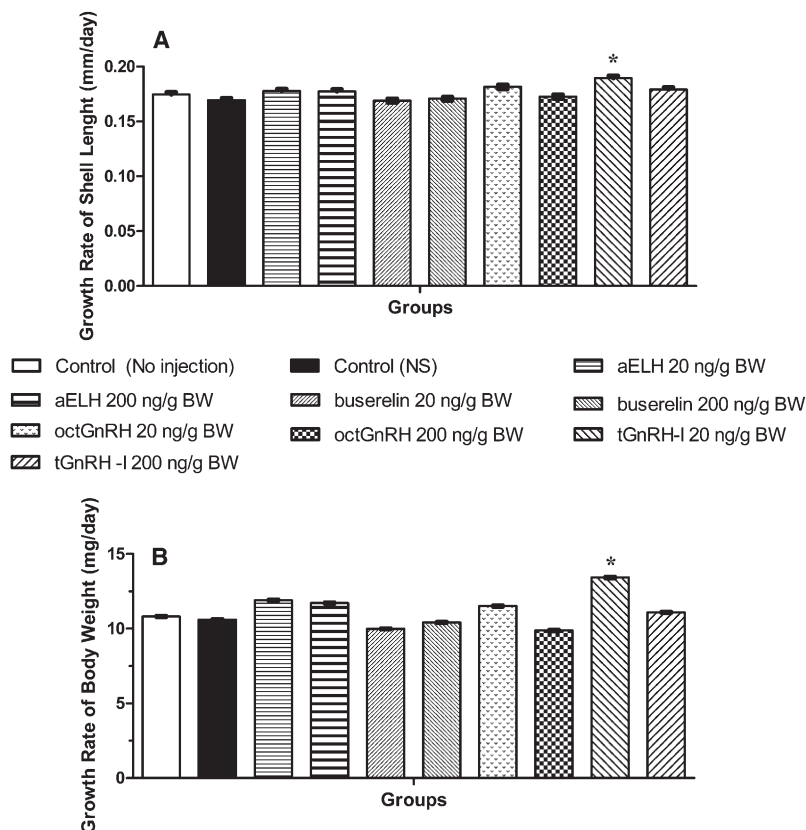 A
*
Growth Rate of Shell Lenght (mm/day)
0.20
0.15
0.10
0.05
0.00
Groups
Control (No injection)
Control (NS)
aELH 20 ng/g BW
aELH 200 ng/g BW
buserelin 20 ng/g BW
buserelin 200 ng/g BW
octGnRH 20 ng/g BW
octGnRH 200 ng/g BW
tGnRH-I 20 ng/g BW
tGnRH -I 200 ng/g BW
B
*
Growth Rate of Body Weight (mg/day)
15
10
5
0
Groups